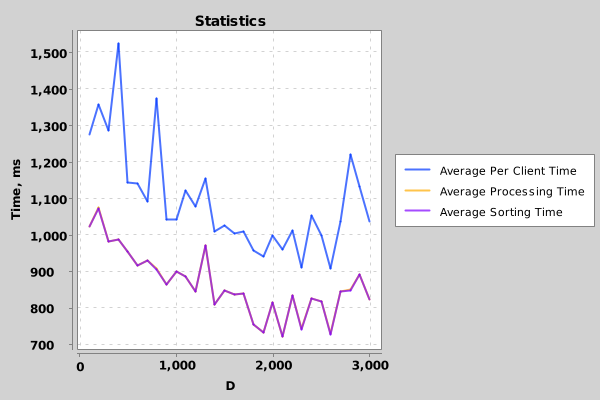 Statistics
1,500
1,400
1,300
1,200
1,100
1,000
900
800
700
Time, ms
0
1,000
2,000
3,000
D
Average Per Client Time
Average Processing Time
Average Sorting Time